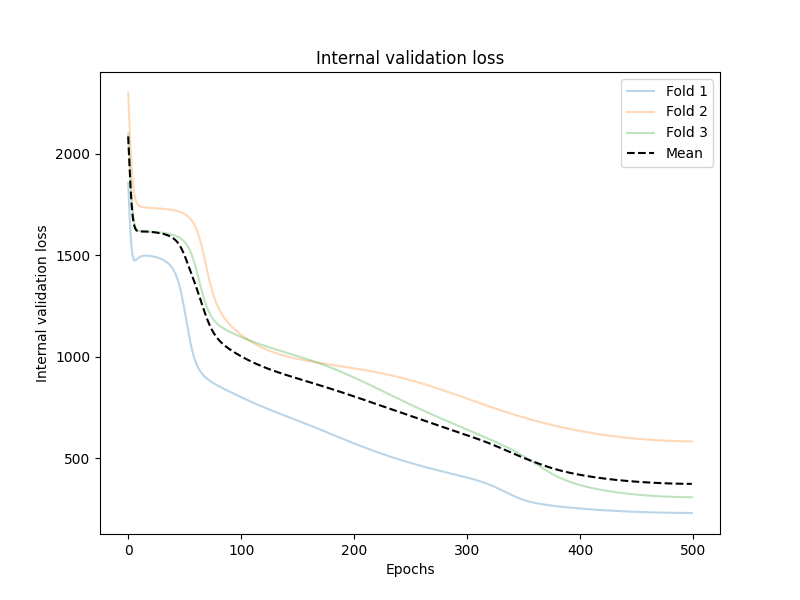 Internal validation loss
Fold 1
Fold 2
Fold 3
Mean
Internal validation loss
2000
1500
1000
500
0 100 200 300 400 500
Epochs